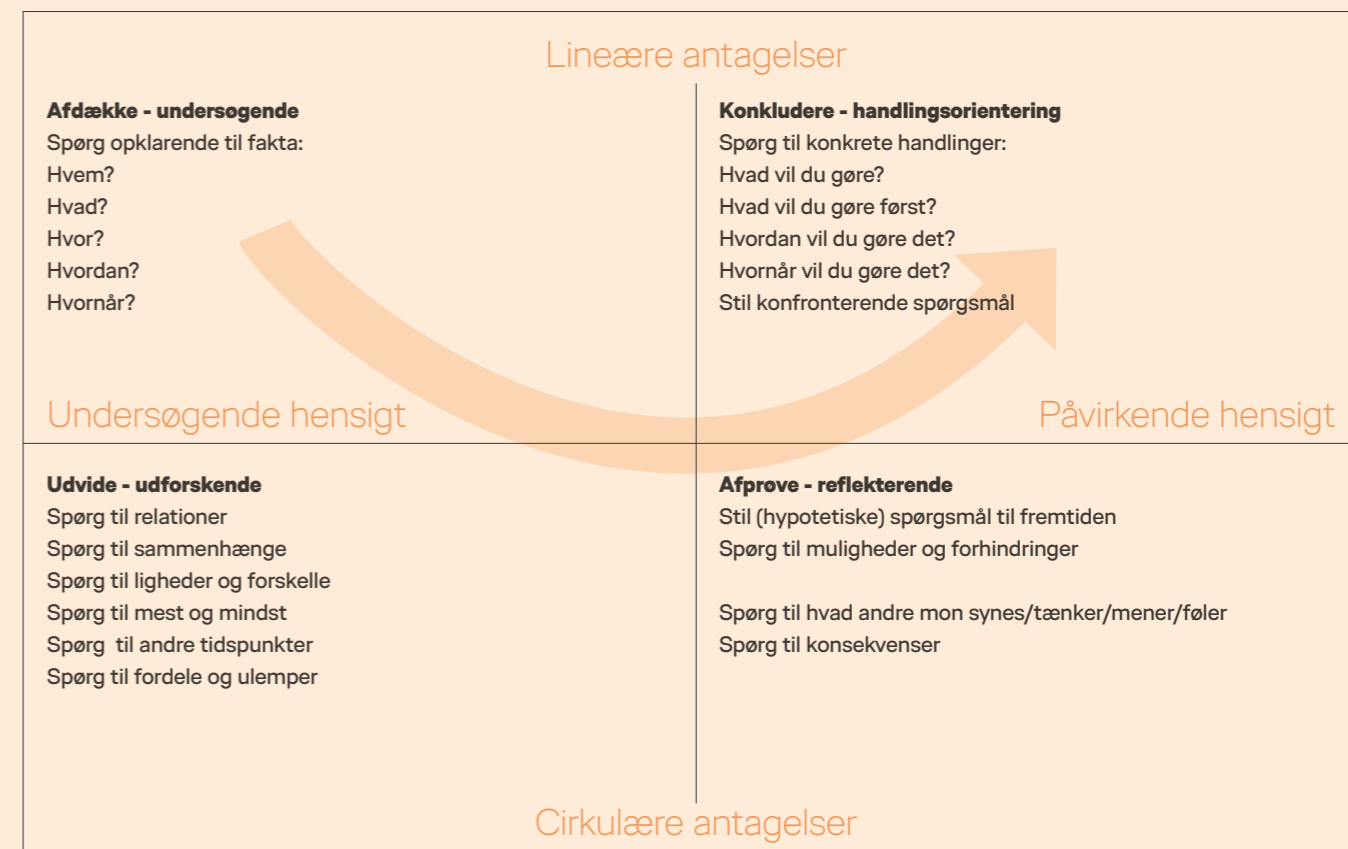 Lineære antagelser
Afdække - undersøgende
Spørg opklarende til fakta:
Hvem?
Hvad?
Hvor?
Hvordan?
Hvornår?
Konkludere - handlingsorientering
Spørg til konkrete handlinger:
Hvad vil du gøre?
Hvad vil du gøre først?
Hvordan vil du gøre det?
Hvornår vil du gøre det?
Stil konfronterende spørgsmål
Undersøgende hensigt
Påvirkende hensigt
Udvide - udforskende
Spørg til relationer
Spørg til sammenhænge
Spørg til ligheder og forskelle
Spørg til mest og mindst
Spørg  til andre tidspunkter
Spørg til fordele og ulemper
Afprøve - reflekterende
Stil (hypotetiske) spørgsmål til fremtiden
Spørg til muligheder og forhindringer
Spørg til hvad andre mon synes/tænker/mener/føler
Spørg til konsekvenser
Cirkulære antagelser